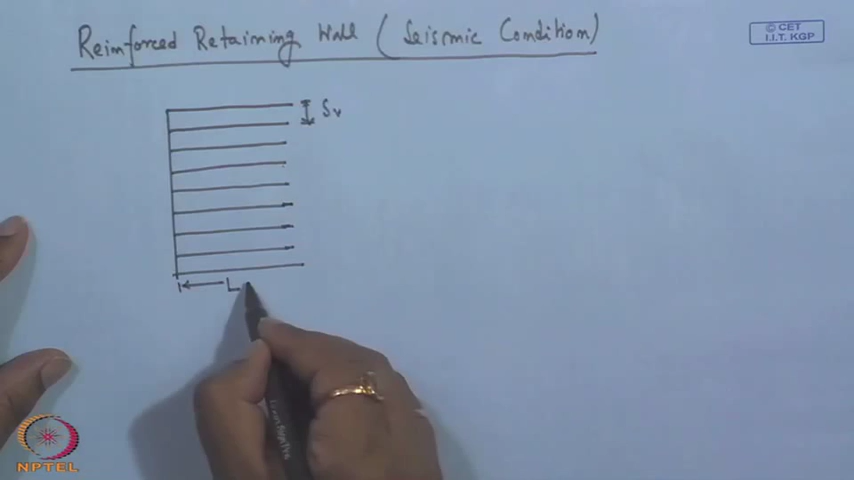 Reinforced Retaining Wall (Seismic Condition)
© CET
I.I.T. KGP
Sv
L
NPTEL